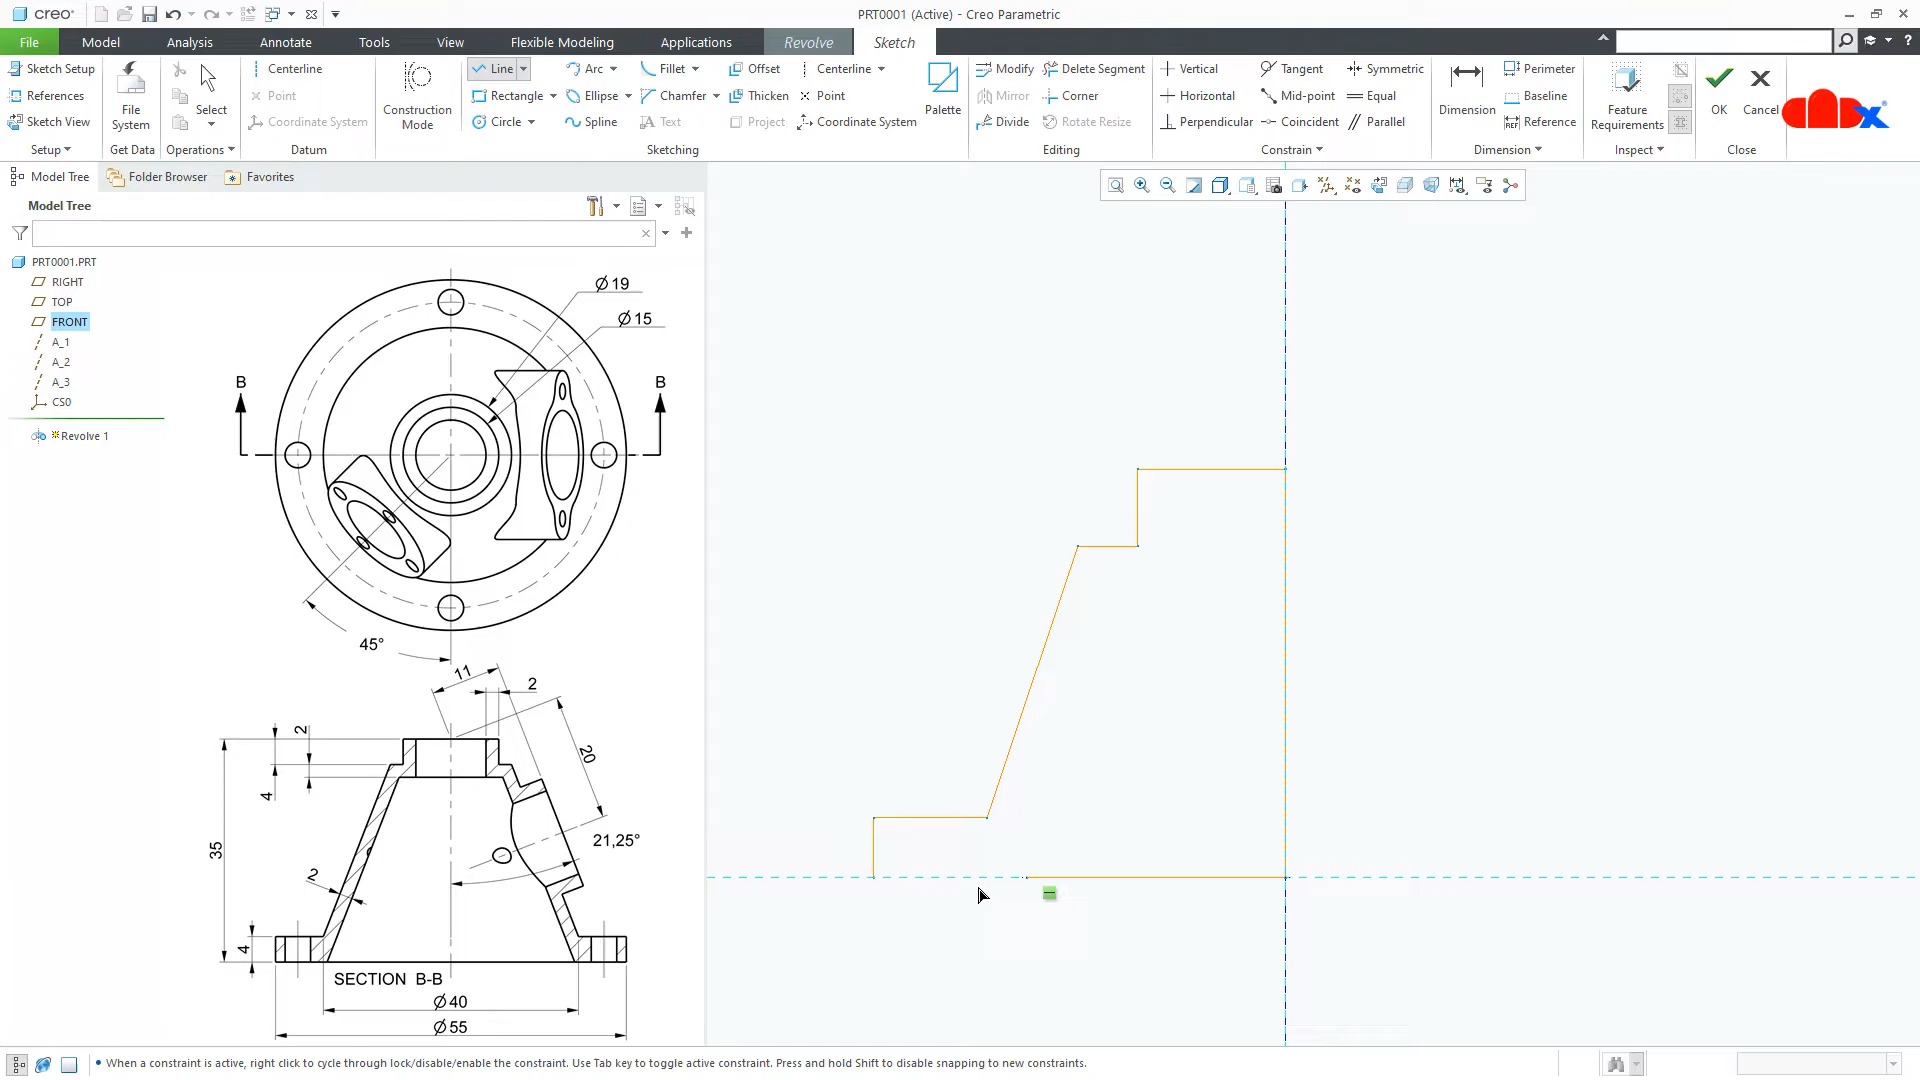 creo
PRT0001 (Active) - Creo Parametric
File
Model
Analysis
Annotate
Tools
View
Flexible Modeling
Applications
Revolve
Sketch
Sketch Setup
References
Sketch View
Setup
File System
Get Data
Select
Operations
Centerline
Point
Coordinate System
Datum
Construction Mode
Line
Rectangle
Circle
Arc
Ellipse
Spline
Fillet
Chamfer
Text
Offset
Thicken
Project
Centerline
Point
Coordinate System
Palette
Sketching
Modify
Mirror
Divide
Delete Segment
Corner
Rotate Resize
Editing
Vertical
Horizontal
Perpendicular
Tangent
Mid-point
Coincident
Symmetric
Equal
Parallel
Constrain
Dimension
Perimeter
Baseline
Reference
Dimension
Feature Requirements
Inspect
OK
Cancel
Close
Model Tree
Folder Browser
Favorites
Model Tree
PRT0001.PRT
RIGHT
TOP
FRONT
A_1
A_2
A_3
CS0
Revolve 1
Ø19
Ø15
B
B
45°
11
2
2
20
4
35
21,25°
2
4
SECTION B-B
Ø40
Ø55
When a constraint is active, right click to cycle through lock/disable/enable the constraint. Use Tab key to toggle active constraint. Press and hold Shift to disable snapping to new constraints.